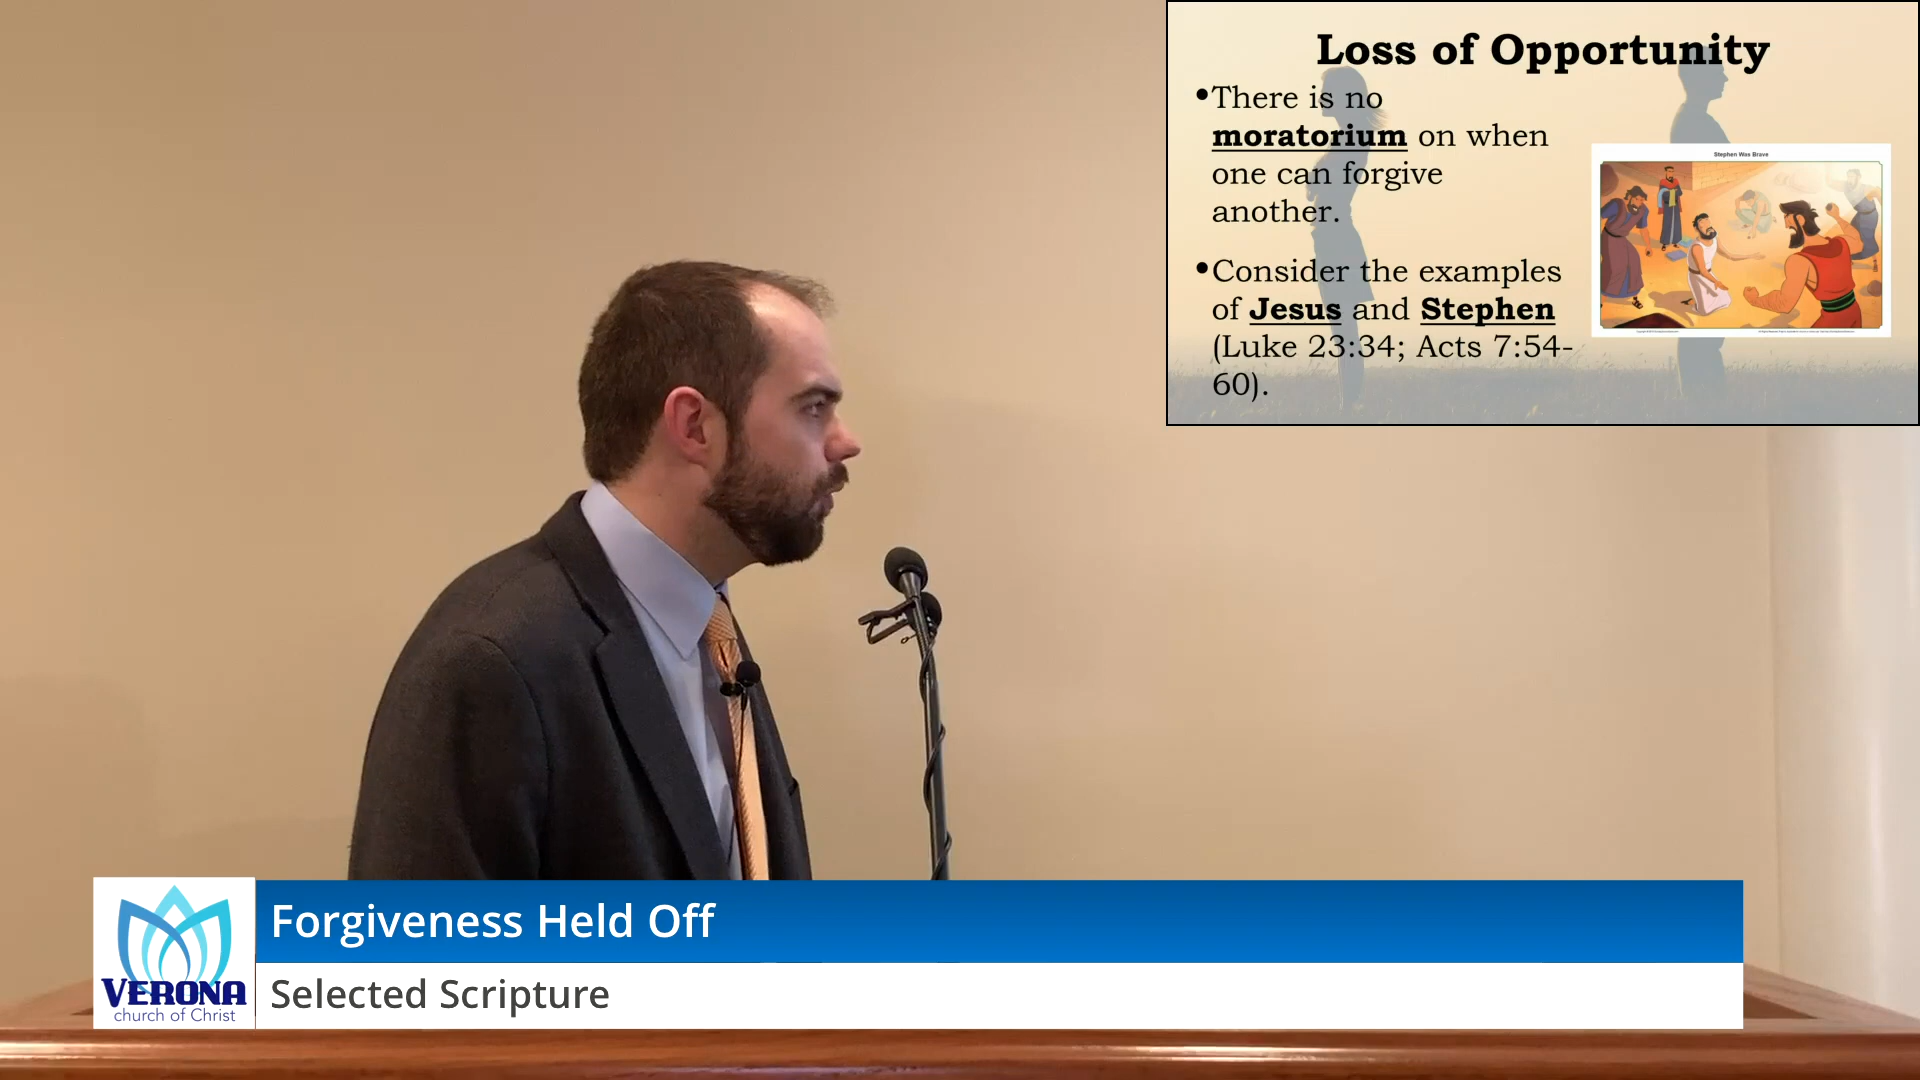 Loss of Opportunity
•There is no
moratorium on when
one can forgive
another.
•Consider the examples
of Jesus and Stephen
(Luke 23:34; Acts 7:54-
60).
Stephen Was Brave
Forgiveness Held Off
Selected Scripture
VERONA
church of Christ